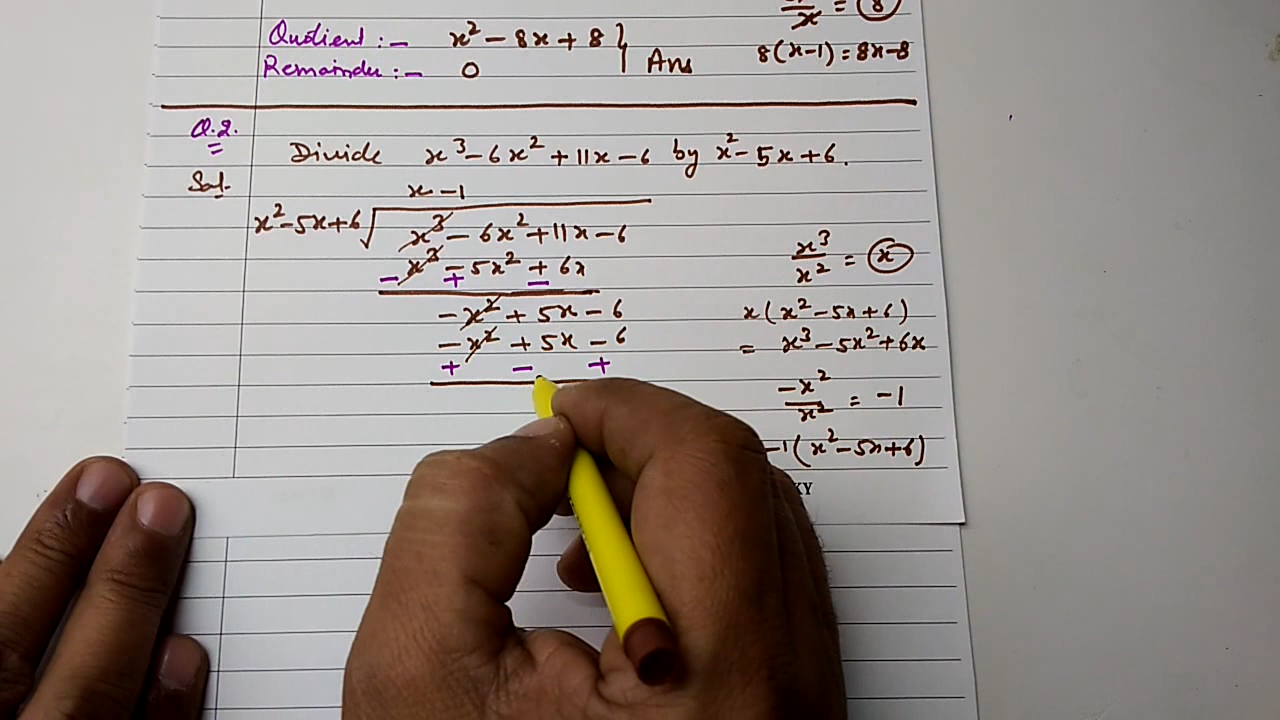 x = 8
Quotient :- x² - 8x + 8 } Ans
Remainder :- 0
8(x-1) = 8x-8
Q.2.
Divide x³ - 6x² + 11x - 6 by x² - 5x + 6.
Sol.
x - 1
x² - 5x + 6 √ x³ - 6x² + 11x - 6
x³ - 5x² + 6x
- + -
- x² + 5x - 6
- x² + 5x - 6
+ - +
x³/x² = x
x(x² - 5x + 6)
= x³ - 5x² + 6x
-x²/x² = -1
-1(x² - 5x + 6)
KY